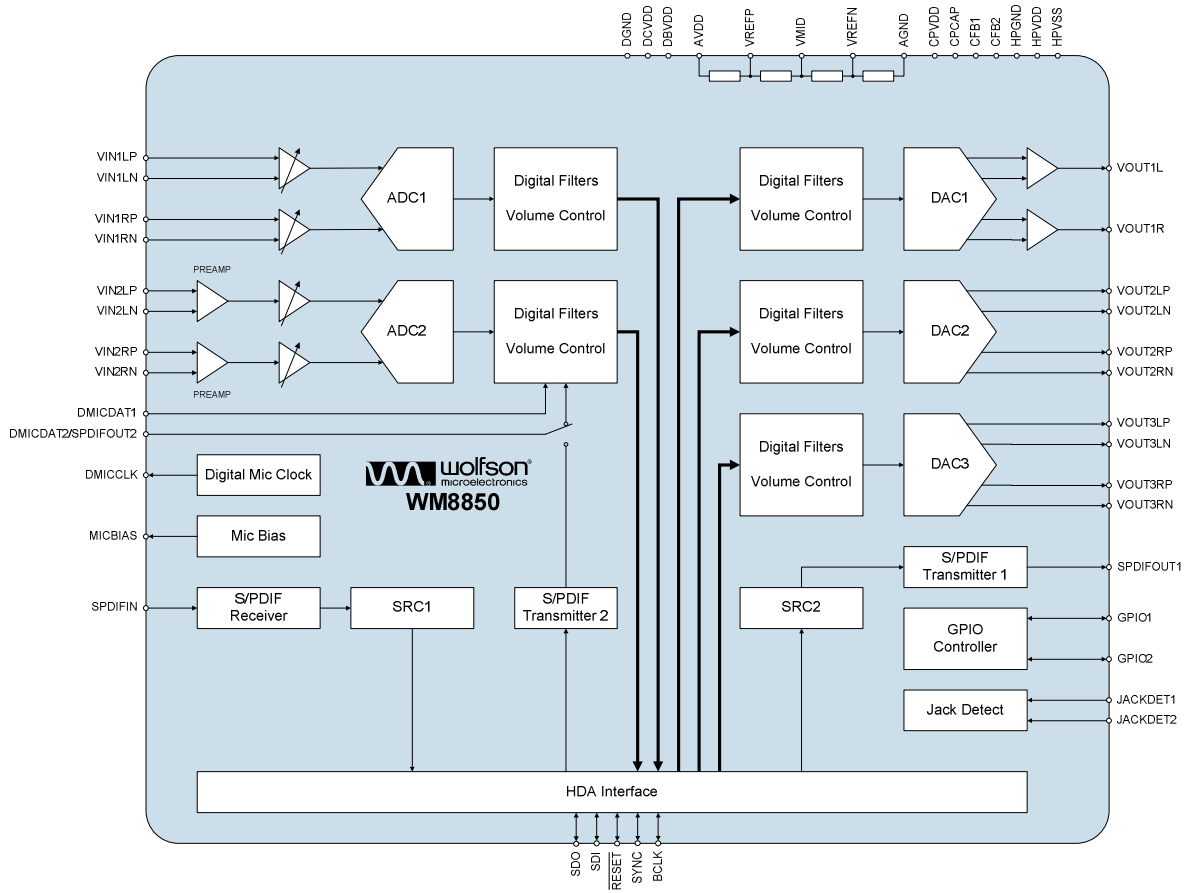 DGND
DCVDD
DBVDD
AVDD
VREFP
VMID
VREFN
AGND
CPVDD
CPCAP
CFB1
CFB2
HPGND
HPVDD
HPVSS
VIN1LP
VIN1LN
VIN1RP
VIN1RN
ADC1
Digital Filters
Volume Control
Digital Filters
Volume Control
DAC1
VOUT1L
VOUT1R
PREAMP
VIN2LP
VIN2LN
VIN2RP
VIN2RN
PREAMP
ADC2
Digital Filters
Volume Control
Digital Filters
Volume Control
DAC2
VOUT2LP
VOUT2LN
VOUT2RP
VOUT2RN
DMICDAT1
DMICDAT2/SPDIFOUT2
Digital Filters
Volume Control
DAC3
VOUT3LP
VOUT3LN
VOUT3RP
VOUT3RN
DMICCLK
Digital Mic Clock
wolfson®
microelectronics
WM8850
MICBIAS
Mic Bias
SPDIFIN
S/PDIF
Receiver
SRC1
S/PDIF
Transmitter 2
SRC2
S/PDIF
Transmitter 1
SPDIFOUT1
GPIO
Controller
GPIO1
GPIO2
Jack Detect
JACKDET1
JACKDET2
HDA Interface
SDO
SDI
RESET
SYNC
BCLK